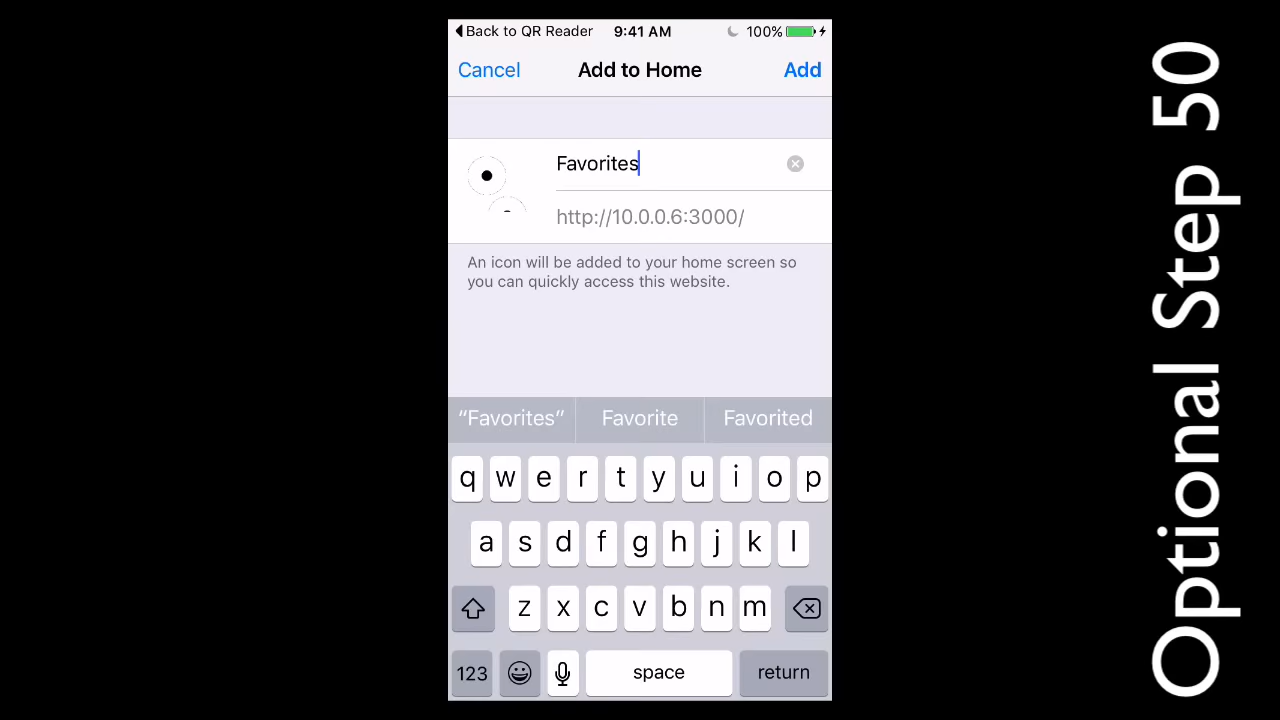 Back to QR Reader 9:41 AM 100%
Cancel Add to Home Add
Favorites
http://10.0.0.6:3000/
An icon will be added to your home screen so
you can quickly access this website.
“Favorites” Favorite Favorited
q w e r t y u i o p
a s d f g h j k l
z x c v b n m
123 space return
Optional Step 50